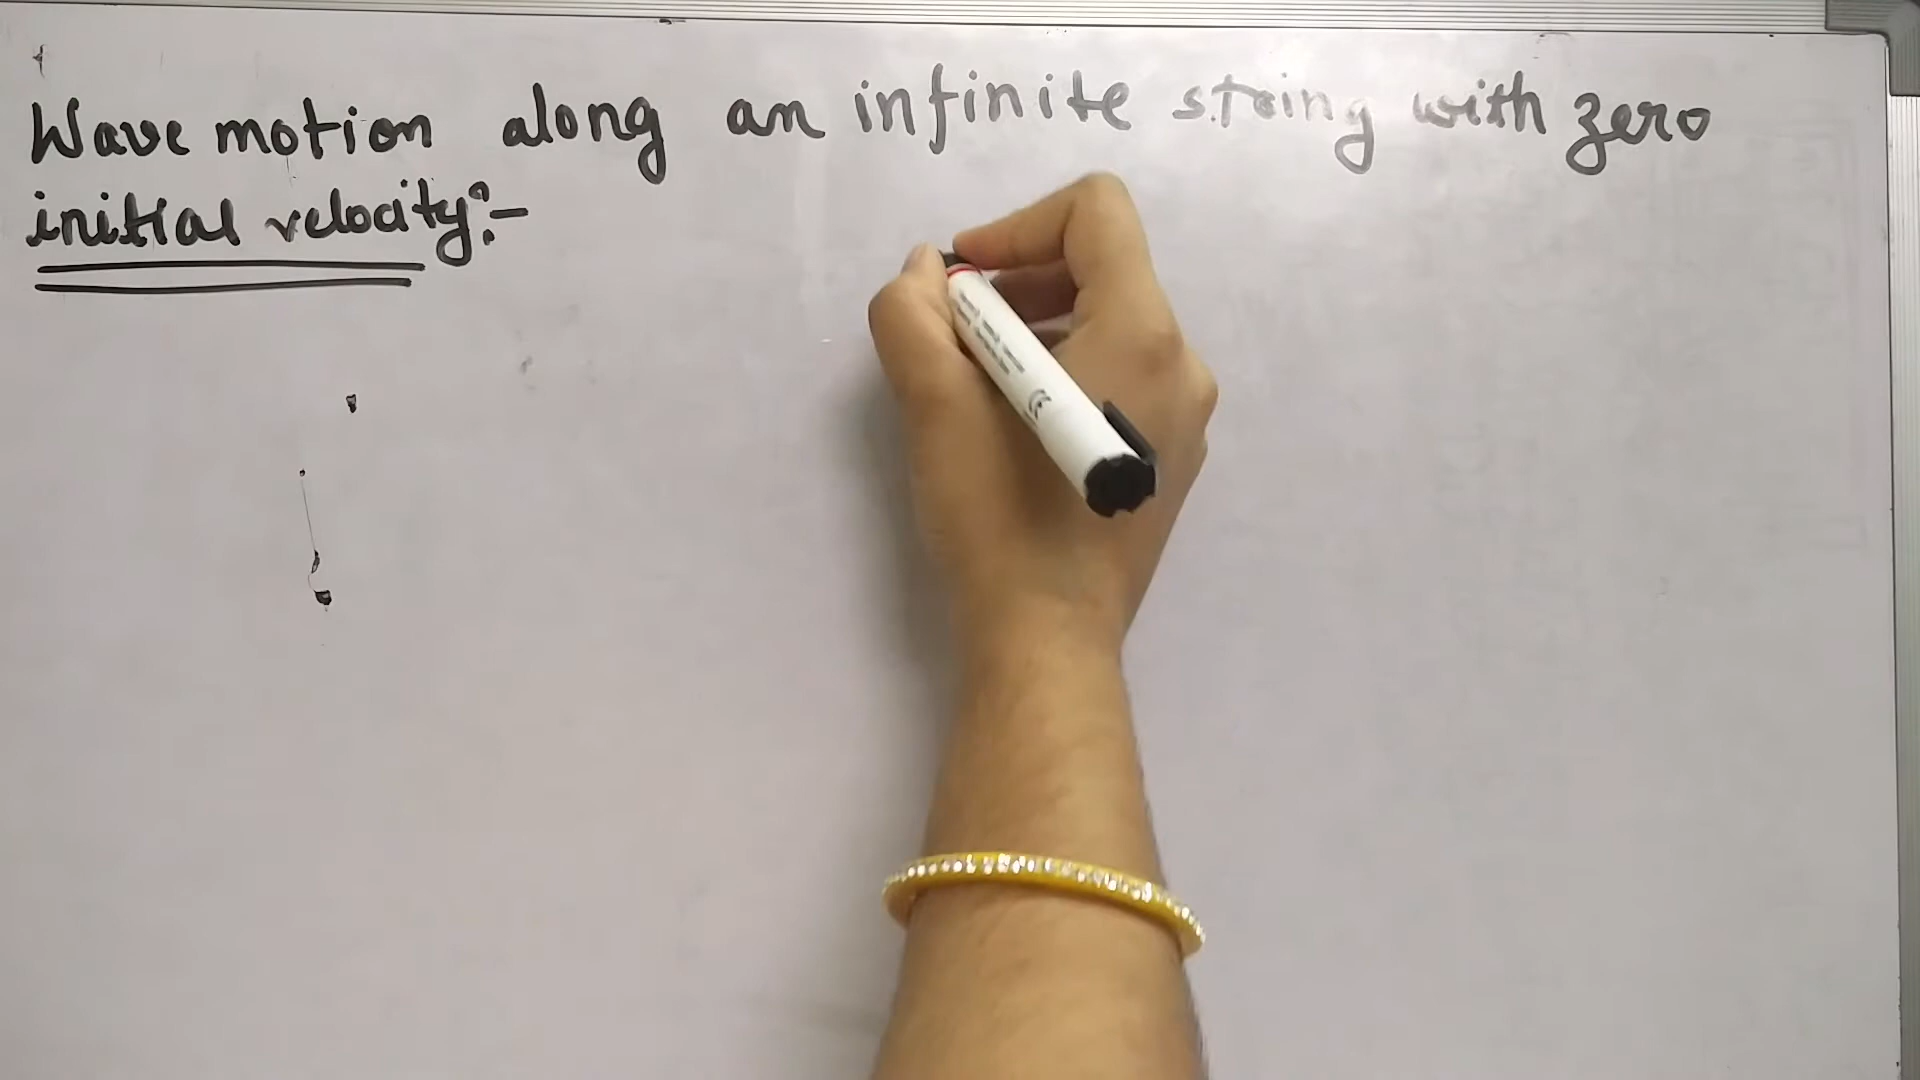 Wave motion along an infinite string with zero
initial velocity:-